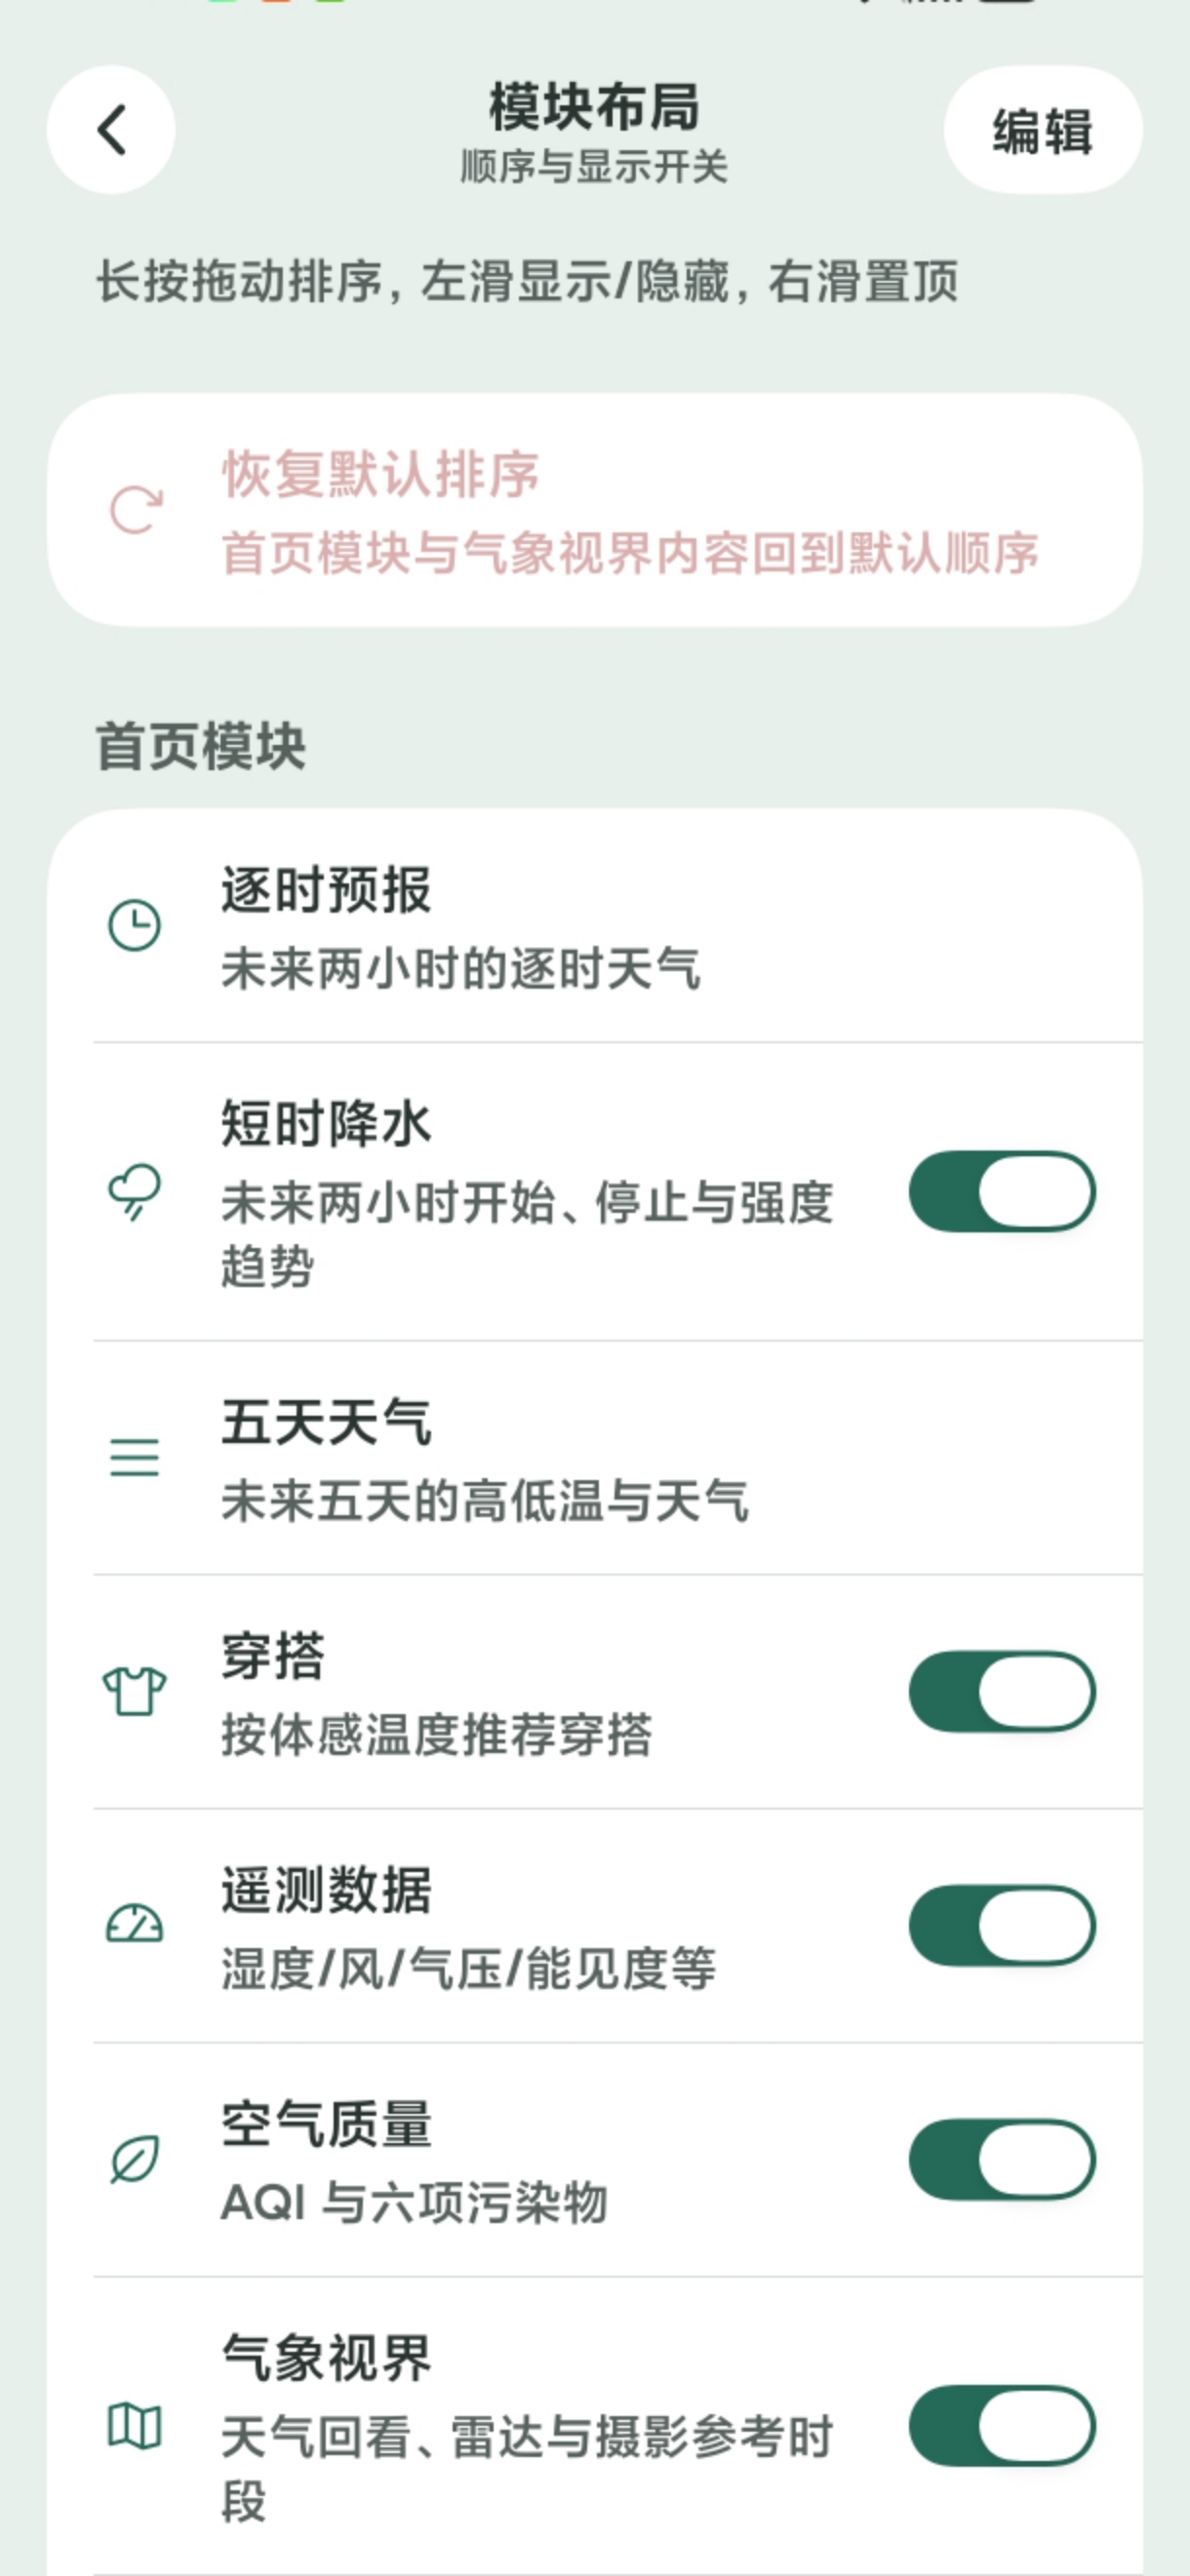 模块布局
编辑
顺序与显示开关
长按拖动排序，左滑显示/隐藏，右滑置顶
恢复默认排序
首页模块与气象视界内容回到默认顺序
首页模块
逐时预报
未来两小时的逐时天气
短时降水
未来两小时开始、停止与强度
趋势
五天天气
未来五天的高低温与天气
穿搭
按体感温度推荐穿搭
遥测数据
湿度/风/气压/能见度等
空气质量
AQI 与六项污染物
气象视界
天气回看、雷达与摄影参考时
段